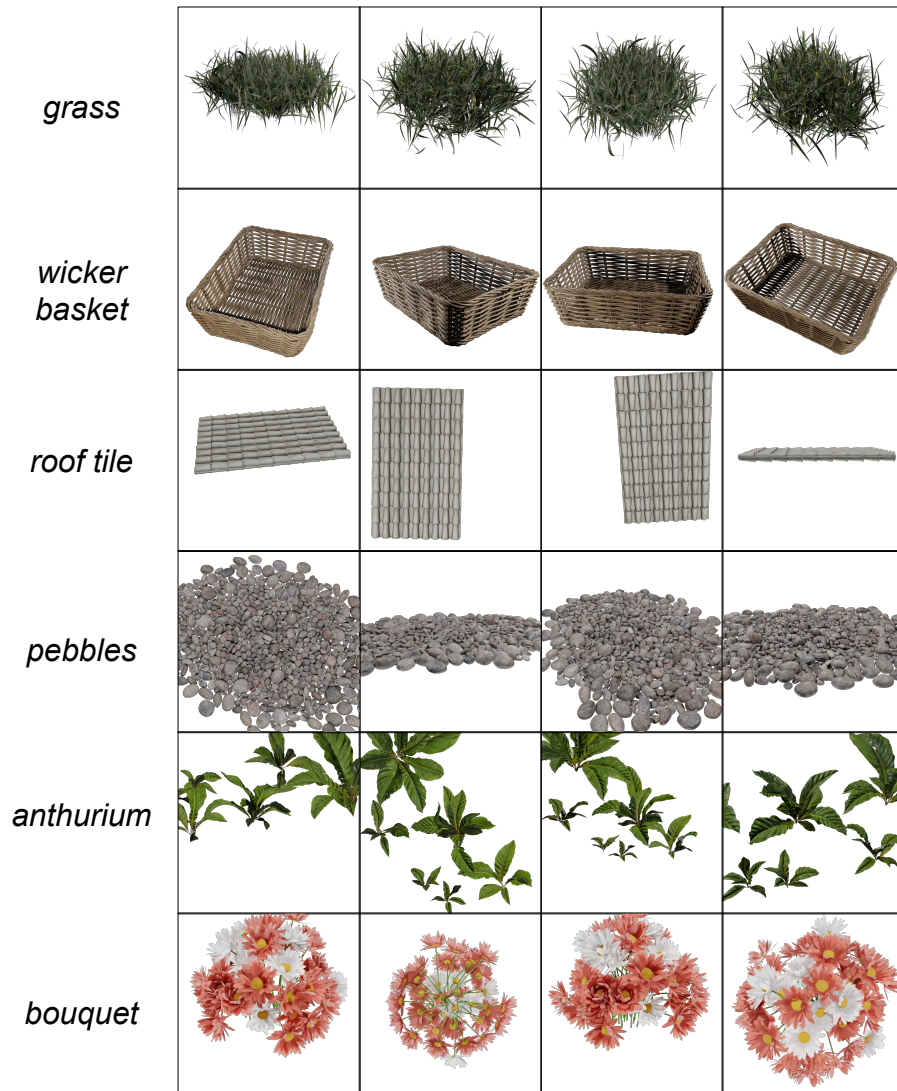 grass
wicker
basket
roof tile
pebbles
anthurium
bouquet